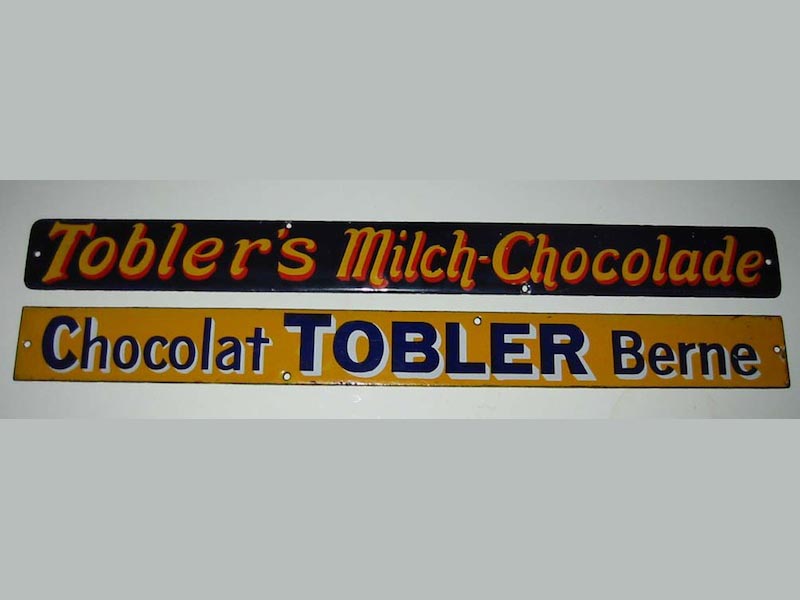 Tobler's Milch-Chocolade
Chocolat TOBLER Berne